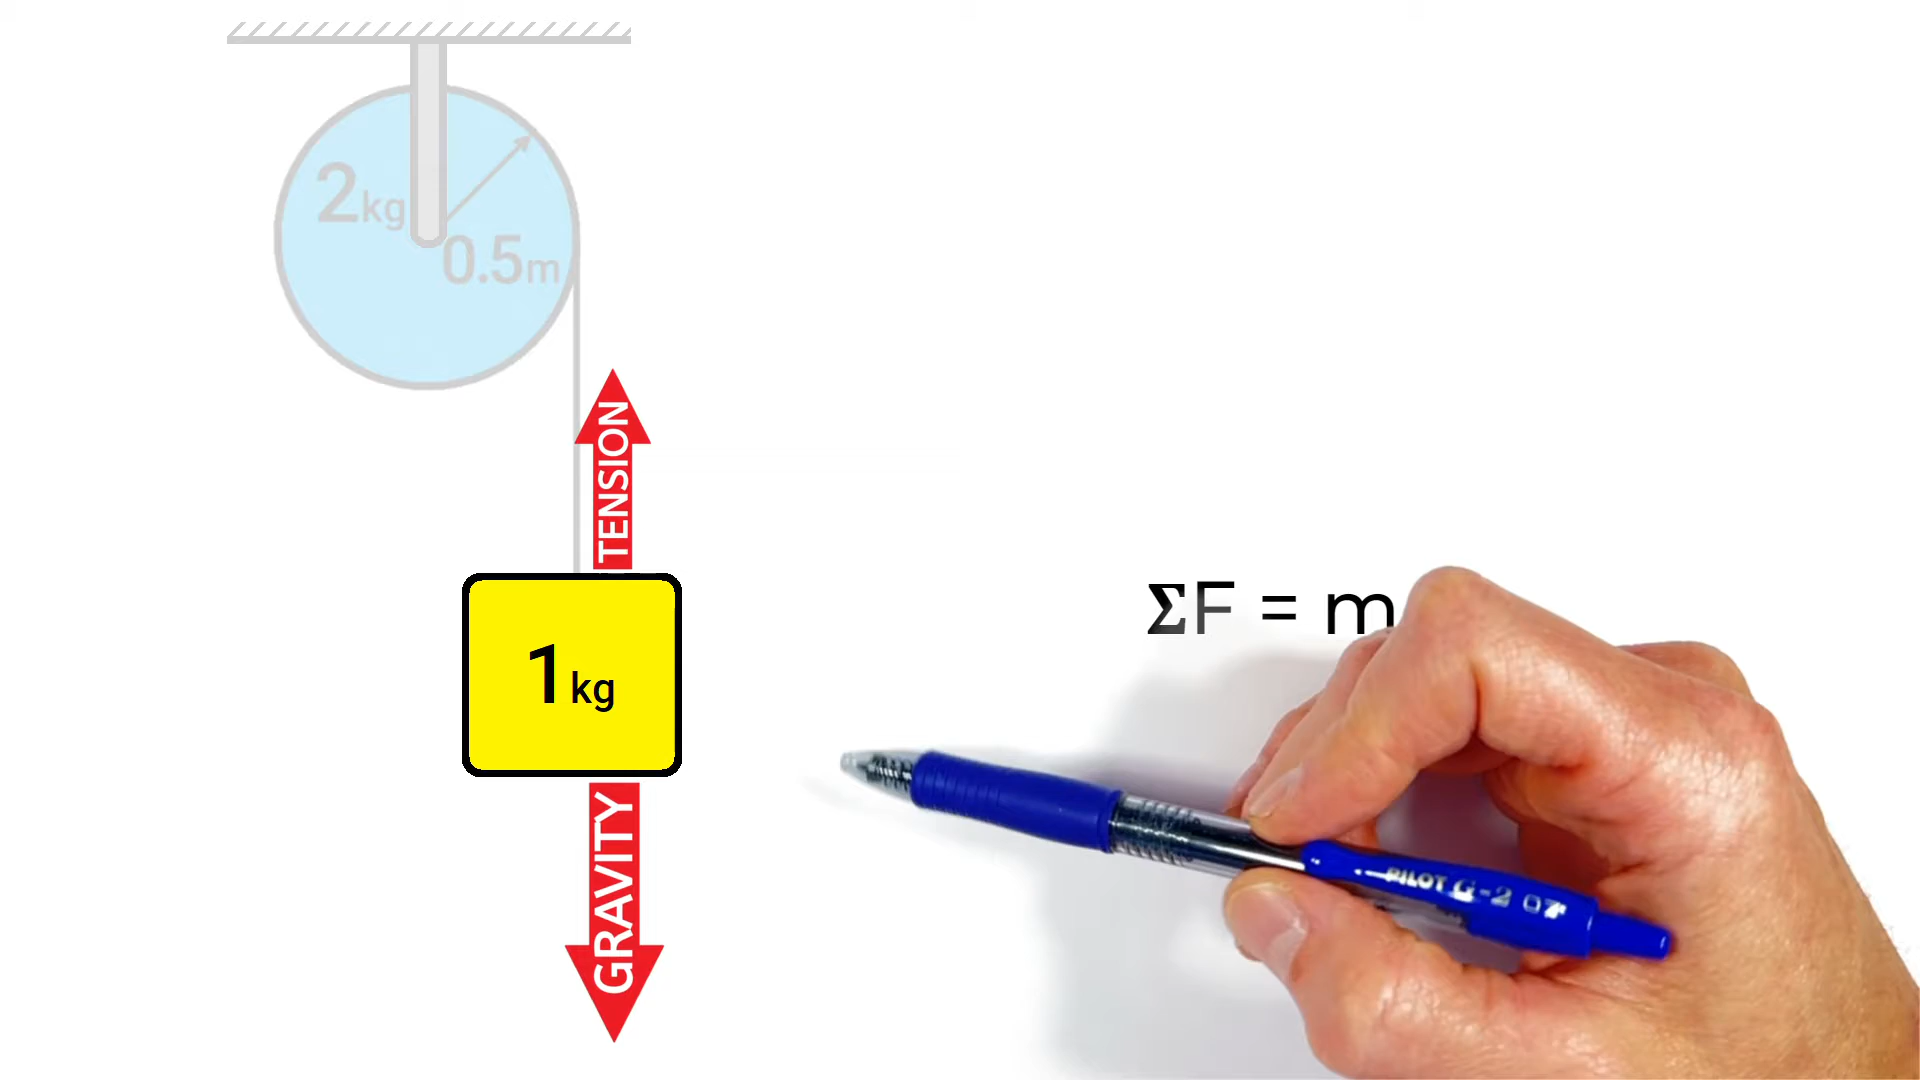 2kg
0.5m
TENSION
1kg
GRAVITY
ΣF = m
PILOT G-2 07